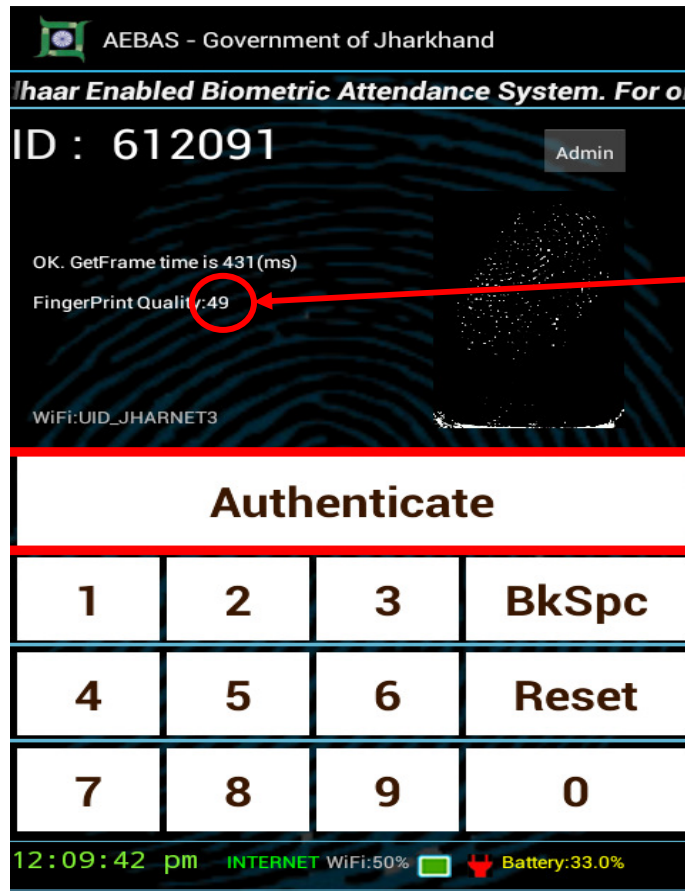 AEBAS - Government of Jharkhand
dhaar Enabled Biometric Attendance System. For o
ID : 612091
Admin
OK. GetFrame time is 431(ms)
FingerPrint Quality:49
WiFi:UID_JHARNET3
Authenticate
1 2 3 BkSpc
4 5 6 Reset
7 8 9 0
12:09:42 pm INTERNET WiFi:50% Battery:33.0%